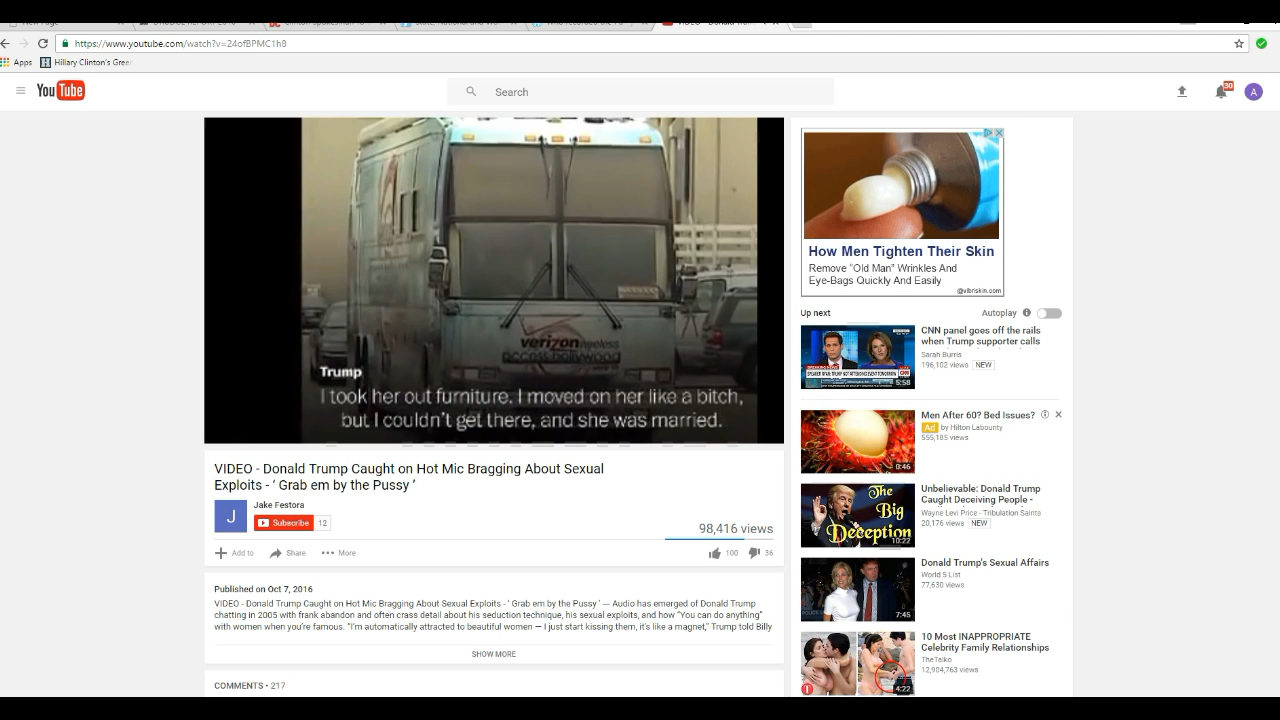 New Page
https://www.youtube.com/watch?v=24ofBPMC1h8
Apps Hillary Clinton's Gree
YouTube
Search
30
A
verizon wireless
access hollywood
Trump
I took her out furniture. I moved on her like a bitch,
but I couldn't get there, and she was married.
VIDEO - Donald Trump Caught on Hot Mic Bragging About Sexual
Exploits - ' Grab em by the Pussy '
J
Jake Festora
Subscribe 12
98,416 views
Add to Share More
100 36
Published on Oct 7, 2016
VIDEO - Donald Trump Caught on Hot Mic Bragging About Sexual Exploits - ' Grab em by the Pussy ' — Audio has emerged of Donald Trump
chatting in 2005 with frank abandon and often crass detail about his seduction technique, his sexual exploits, and how "You can do anything"
with women when you're famous. "I'm automatically attracted to beautiful women — I just start kissing them, it's like a magnet," Trump told Billy
SHOW MORE
COMMENTS • 217
How Men Tighten Their Skin
Remove "Old Man" Wrinkles And
Eye-Bags Quickly And Easily
@vibriskin.com
Up next Autoplay
CNN panel goes off the rails
when Trump supporter calls
Sarah Burris
196,102 views NEW
5:58
Men After 60? Bed Issues?
Ad by Hilton Labounty
555,185 views
0:46
Unbelievable: Donald Trump
Caught Deceiving People -
Wayne Levi Price - Tribulation Saints
20,176 views NEW
The
Big
Deception
10:22
Donald Trump's Sexual Affairs
World 5 List
77,630 views
7:45
10 Most INAPPROPRIATE
Celebrity Family Relationships
TheTalko
12,904,763 views
4:22